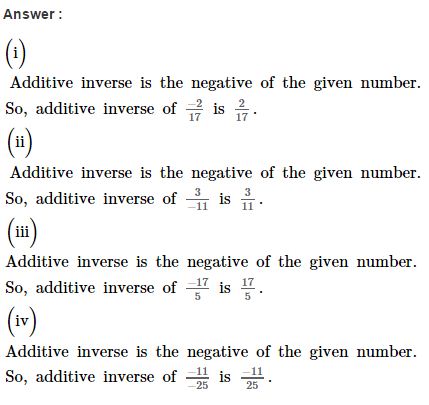 Answer :
(i)
Additive inverse is the negative of the given number.
So, additive inverse of \frac{-2}{17} is \frac{2}{17}.
(ii)
Additive inverse is the negative of the given number.
So, additive inverse of \frac{3}{-11} is \frac{3}{11}.
(iii)
Additive inverse is the negative of the given number.
So, additive inverse of \frac{-17}{5} is \frac{17}{5}.
(iv)
Additive inverse is the negative of the given number.
So, additive inverse of \frac{-11}{-25} is \frac{-11}{25}.